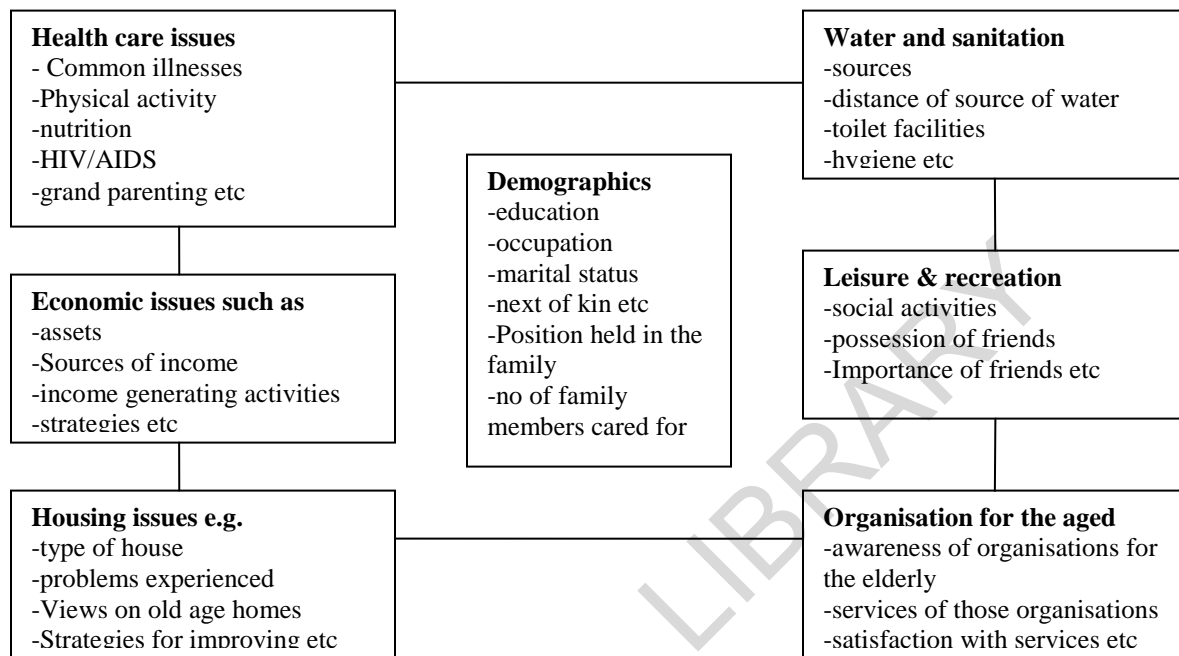 Health care issues
- Common illnesses
-Physical activity
-nutrition
-HIV/AIDS
-grand parenting etc
Water and sanitation
-sources
-distance of source of water
-toilet facilities
-hygiene etc
Demographics
-education
-occupation
-marital status
-next of kin etc
-Position held in the
family
-no of family
members cared for
Economic issues such as
-assets
-Sources of income
-income generating activities
-strategies etc
Leisure & recreation
-social activities
-possession of friends
-Importance of friends etc
Housing issues e.g.
-type of house
-problems experienced
-Views on old age homes
-Strategies for improving etc
Organisation for the aged
-awareness of organisations for
the elderly
-services of those organisations
-satisfaction with services etc
LIBRARY